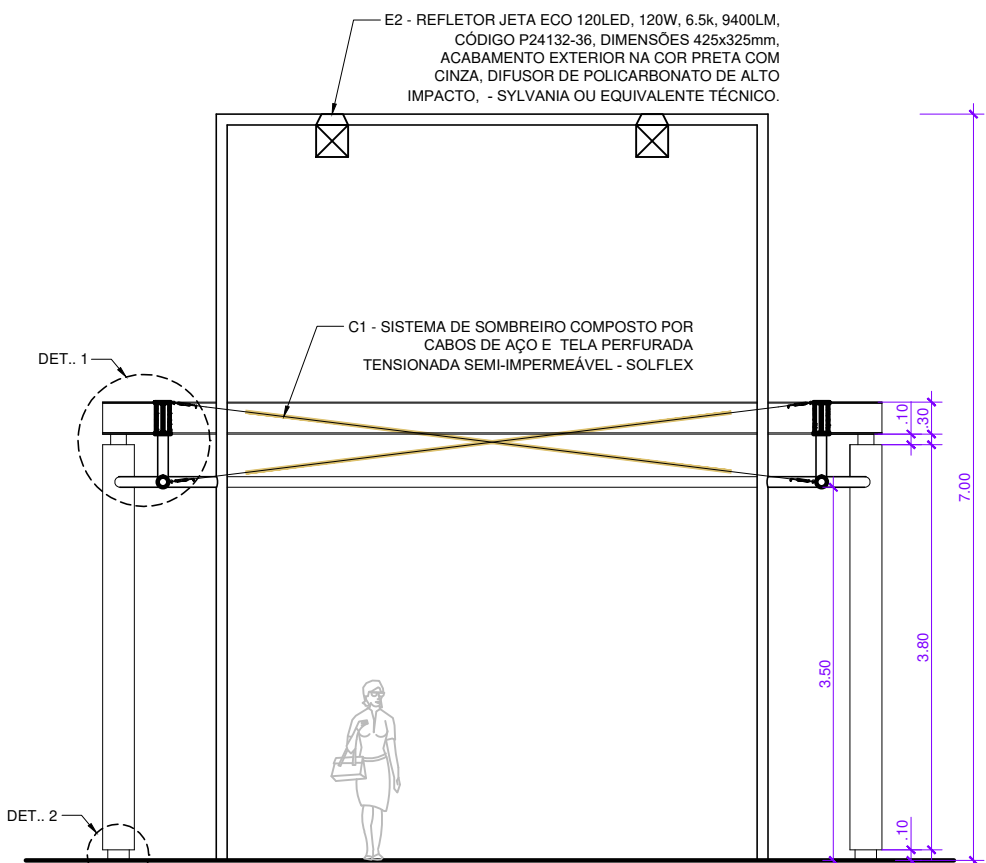 E2 - REFLETOR JETA ECO 120LED, 120W, 6.5k, 9400LM,
CÓDIGO P24132-36, DIMENSÕES 425x325mm,
ACABAMENTO EXTERIOR NA COR PRETA COM
CINZA, DIFUSOR DE POLICARBONATO DE ALTO
IMPACTO, - SYLVANIA OU EQUIVALENTE TÉCNICO.
C1 - SISTEMA DE SOMBREIRO COMPOSTO POR
CABOS DE AÇO E TELA PERFURADA
TENSIONADA SEMI-IMPERMEÁVEL - SOLFLEX
DET.. 1
.10
.30
7.00
3.50
3.80
DET.. 2
.10